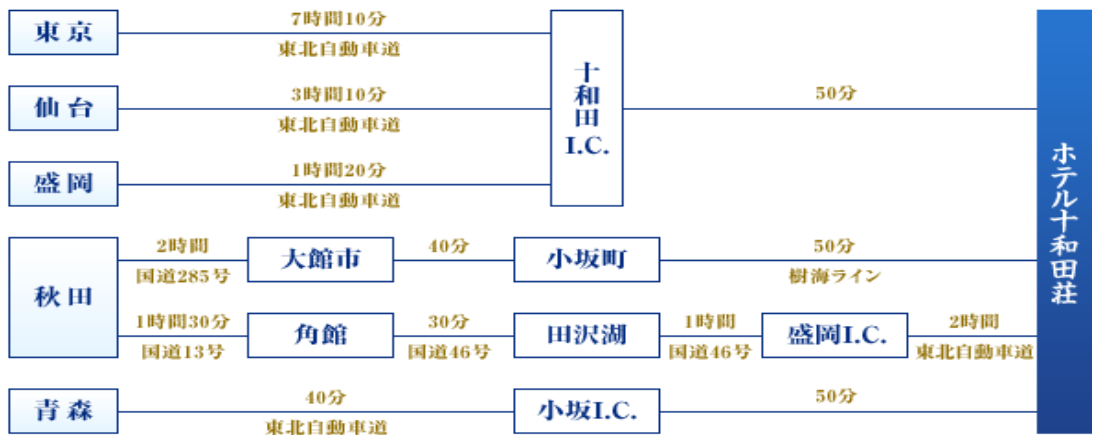 東京
7時間10分
東北自動車道
仙台
3時間10分
東北自動車道
盛岡
1時間20分
東北自動車道
十和田I.C.
50分
秋田
2時間
国道285号
大館市
40分
小坂町
50分
樹海ライン
1時間30分
国道13号
角館
30分
国道46号
田沢湖
1時間
国道46号
盛岡I.C.
2時間
東北自動車道
青森
40分
東北自動車道
小坂I.C.
50分
ホテル十和田荘